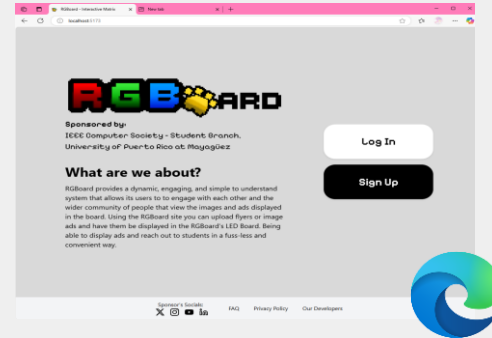 RGBoard - Interactive Matrix
New tab
localhost:5173
RGBOARD
Sponsored by:
IEEE Computer Society - Student Branch,
University of Puerto Rico at Mayagüez
What are we about?
RGBoard provides a dynamic, engaging, and simple to understand
system that allows its users to to engage with each other and the
wider community of people that view the images and ads displayed
in the board. Using the RGBoard site you can upload flyers or image
ads and have them be displayed in the RGBoard's LED Board. Being
able to display ads and reach out to students in a fuss-less and
convenient way.
Log In
Sign Up
Sponsor's Socials:
FAQ
Privacy Policy
Our Developers